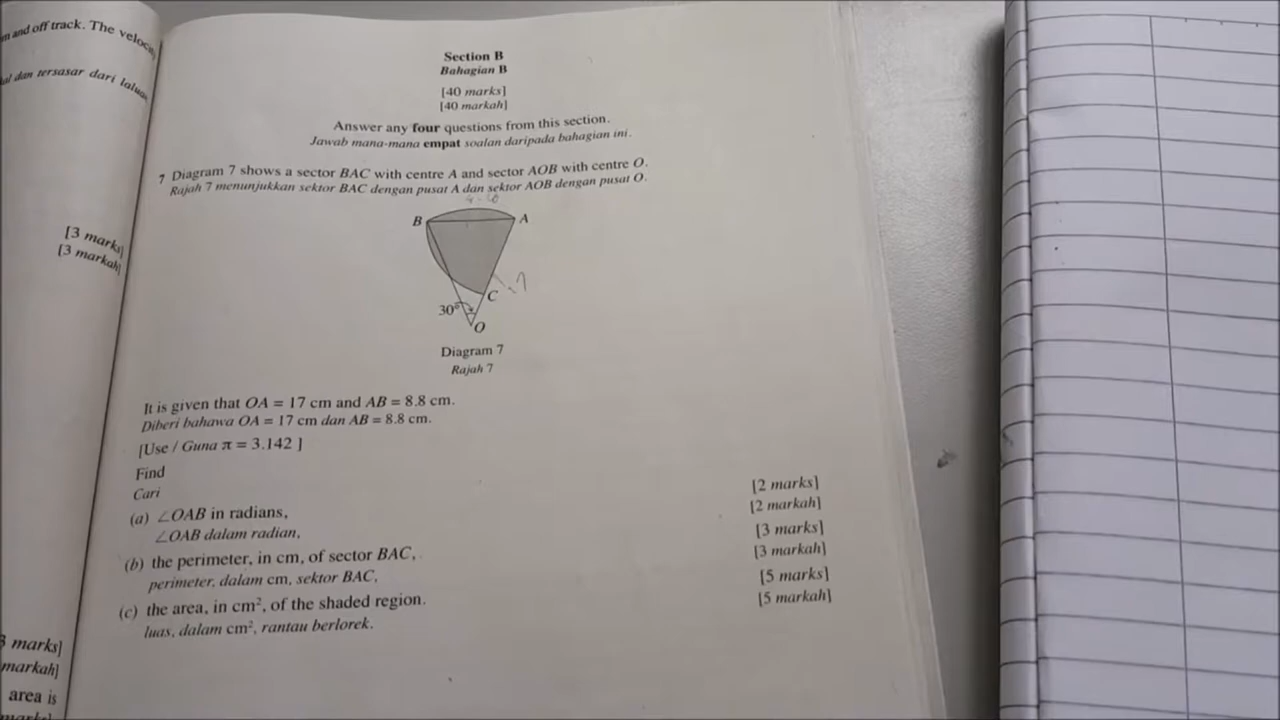 m and off track. The veloc
al dan tersasar dari lalua
[3 marks]
[3 markah]
3 marks]
markah]
area is
Section B
Bahagian B
[40 marks]
[40 markah]
Answer any four questions from this section.
Jawab mana-mana empat soalan daripada bahagian ini.
7 Diagram 7 shows a sector BAC with centre A and sector AOB with centre O.
Rajah 7 menunjukkan sektor BAC dengan pusat A dan sektor AOB dengan pusat O.
B A
C
30°
O
Diagram 7
Rajah 7
It is given that OA = 17 cm and AB = 8.8 cm.
Diberi bahawa OA = 17 cm dan AB = 8.8 cm.
[Use / Guna π = 3.142 ]
Find
Cari
(a) ∠OAB in radians, [2 marks]
∠OAB dalam radian, [2 markah]
(b) the perimeter, in cm, of sector BAC, [3 marks]
perimeter, dalam cm, sektor BAC, [3 markah]
(c) the area, in cm², of the shaded region. [5 marks]
luas, dalam cm², rantau berlorek. [5 markah]